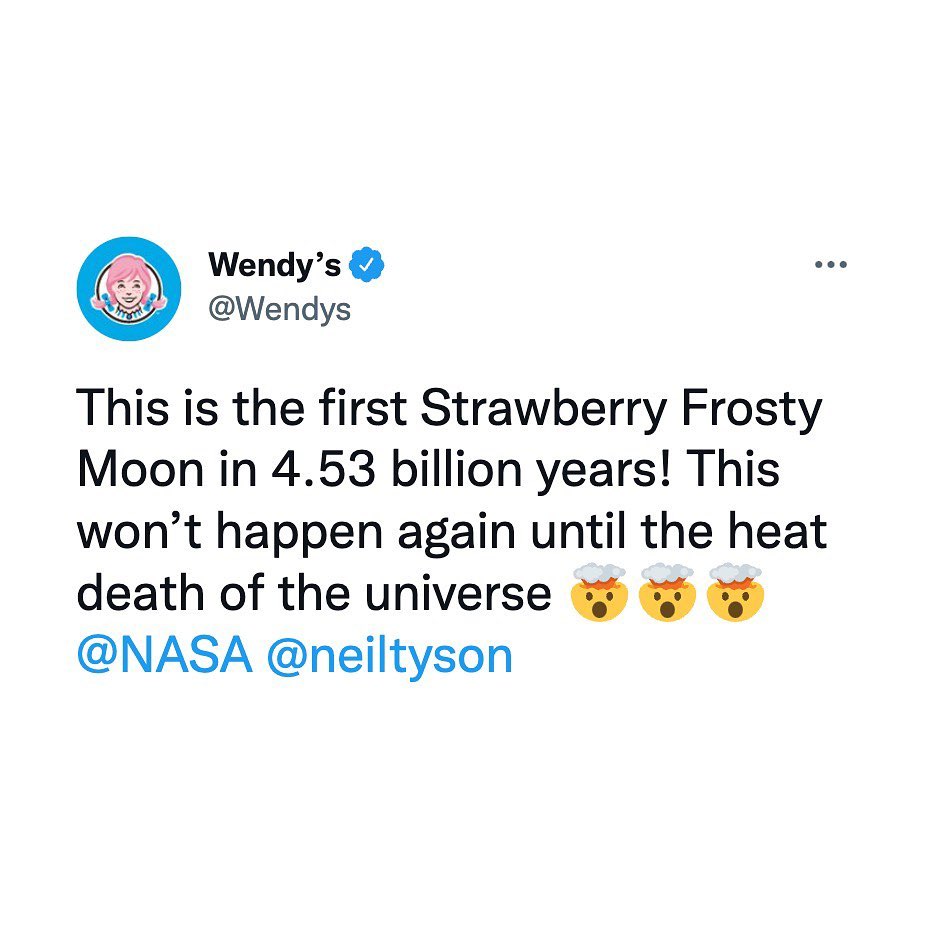 Wendy’s
@Wendys
This is the first Strawberry Frosty
Moon in 4.53 billion years! This
won’t happen again until the heat
death of the universe 🤯🤯🤯
@NASA @neiltyson